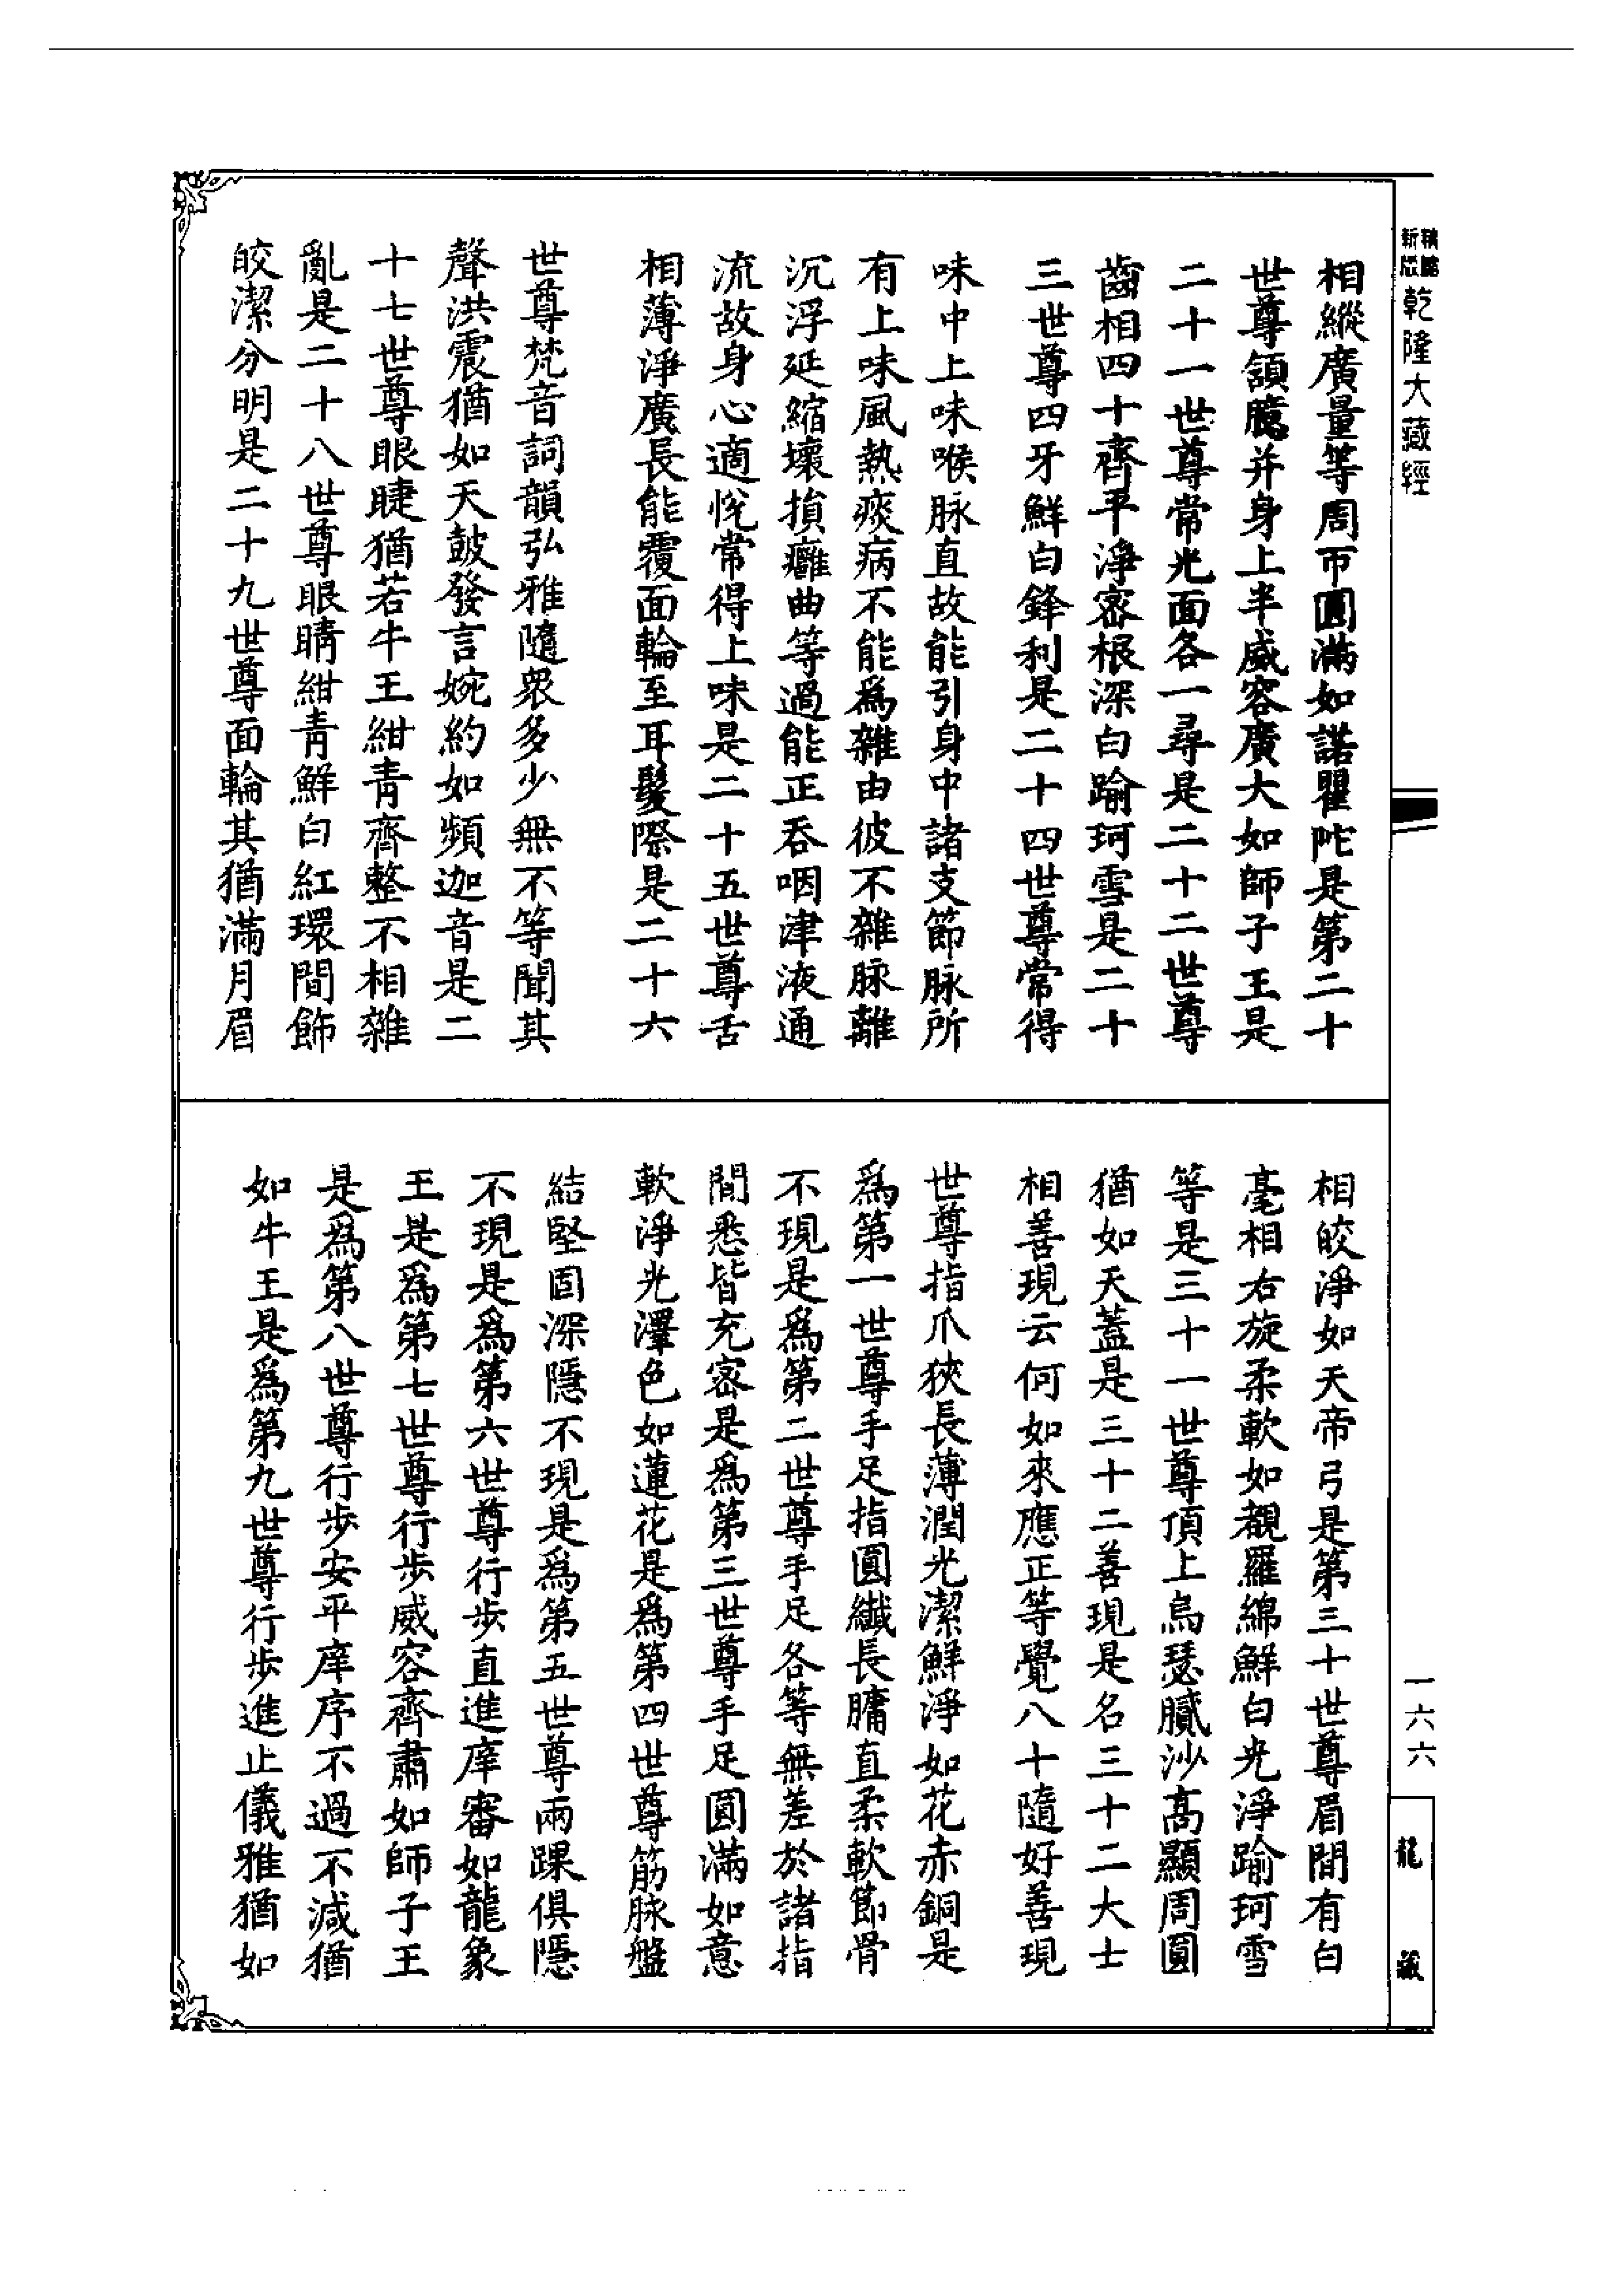 相縱廣量等周帀圓滿如諾瞿陀是第二十
世尊頷臆并身上半威容廣大如師子王是
二十一世尊常光面各一尋是二十二世尊
齒相四十齊平淨密根深白踰珂雪是二十
三世尊四牙鮮白鋒利是二十四世尊常得
味中上味喉脉直故能引身中諸支節脉所
有上味風熱痰病不能爲雜由彼不雜脉離
沉浮延縮壞損癰曲等過能正吞咽津液通
流故身心適悅常得上味是二十五世尊舌
相薄淨廣長能覆面輪至耳髮際是二十六
世尊梵音詞韻弘雅隨衆多少無不等聞其
聲洪震猶如天鼓發言婉約如頻迦音是二
十七世尊眼睫猶若牛王紺青齊整不相雜
亂是二十八世尊眼睛紺青鮮白紅環間飾
皎潔分明是二十九世尊面輪其猶滿月眉
相皎淨如天帝弓是第三十世尊眉間有白
毫相右旋柔軟如覩羅綿鮮白光淨踰珂雪
等是三十一世尊頂上烏瑟膩沙高顯周圓
猶如天蓋是三十二善現是名三十二大士
相善現云何如來應正等覺八十隨好善現
世尊指爪狹長薄潤光潔鮮淨如花赤銅是
爲第一世尊手足指圓纖長𦟛直柔軟節骨
不現是爲第二世尊手足各等無差於諸指
間悉皆充密是爲第三世尊手足圓滿如意
軟淨光澤色如蓮花是爲第四世尊筋脉盤
結堅固深隱不現是爲第五世尊兩踝俱隱
不現是爲第六世尊行步直進庠審如龍象
王是爲第七世尊行步威容齊肅如師子王
是爲第八世尊行步安平庠序不過不減猶
如牛王是爲第九世尊行步進止儀雅猶如
新版乾隆大藏經
一六六
龍藏